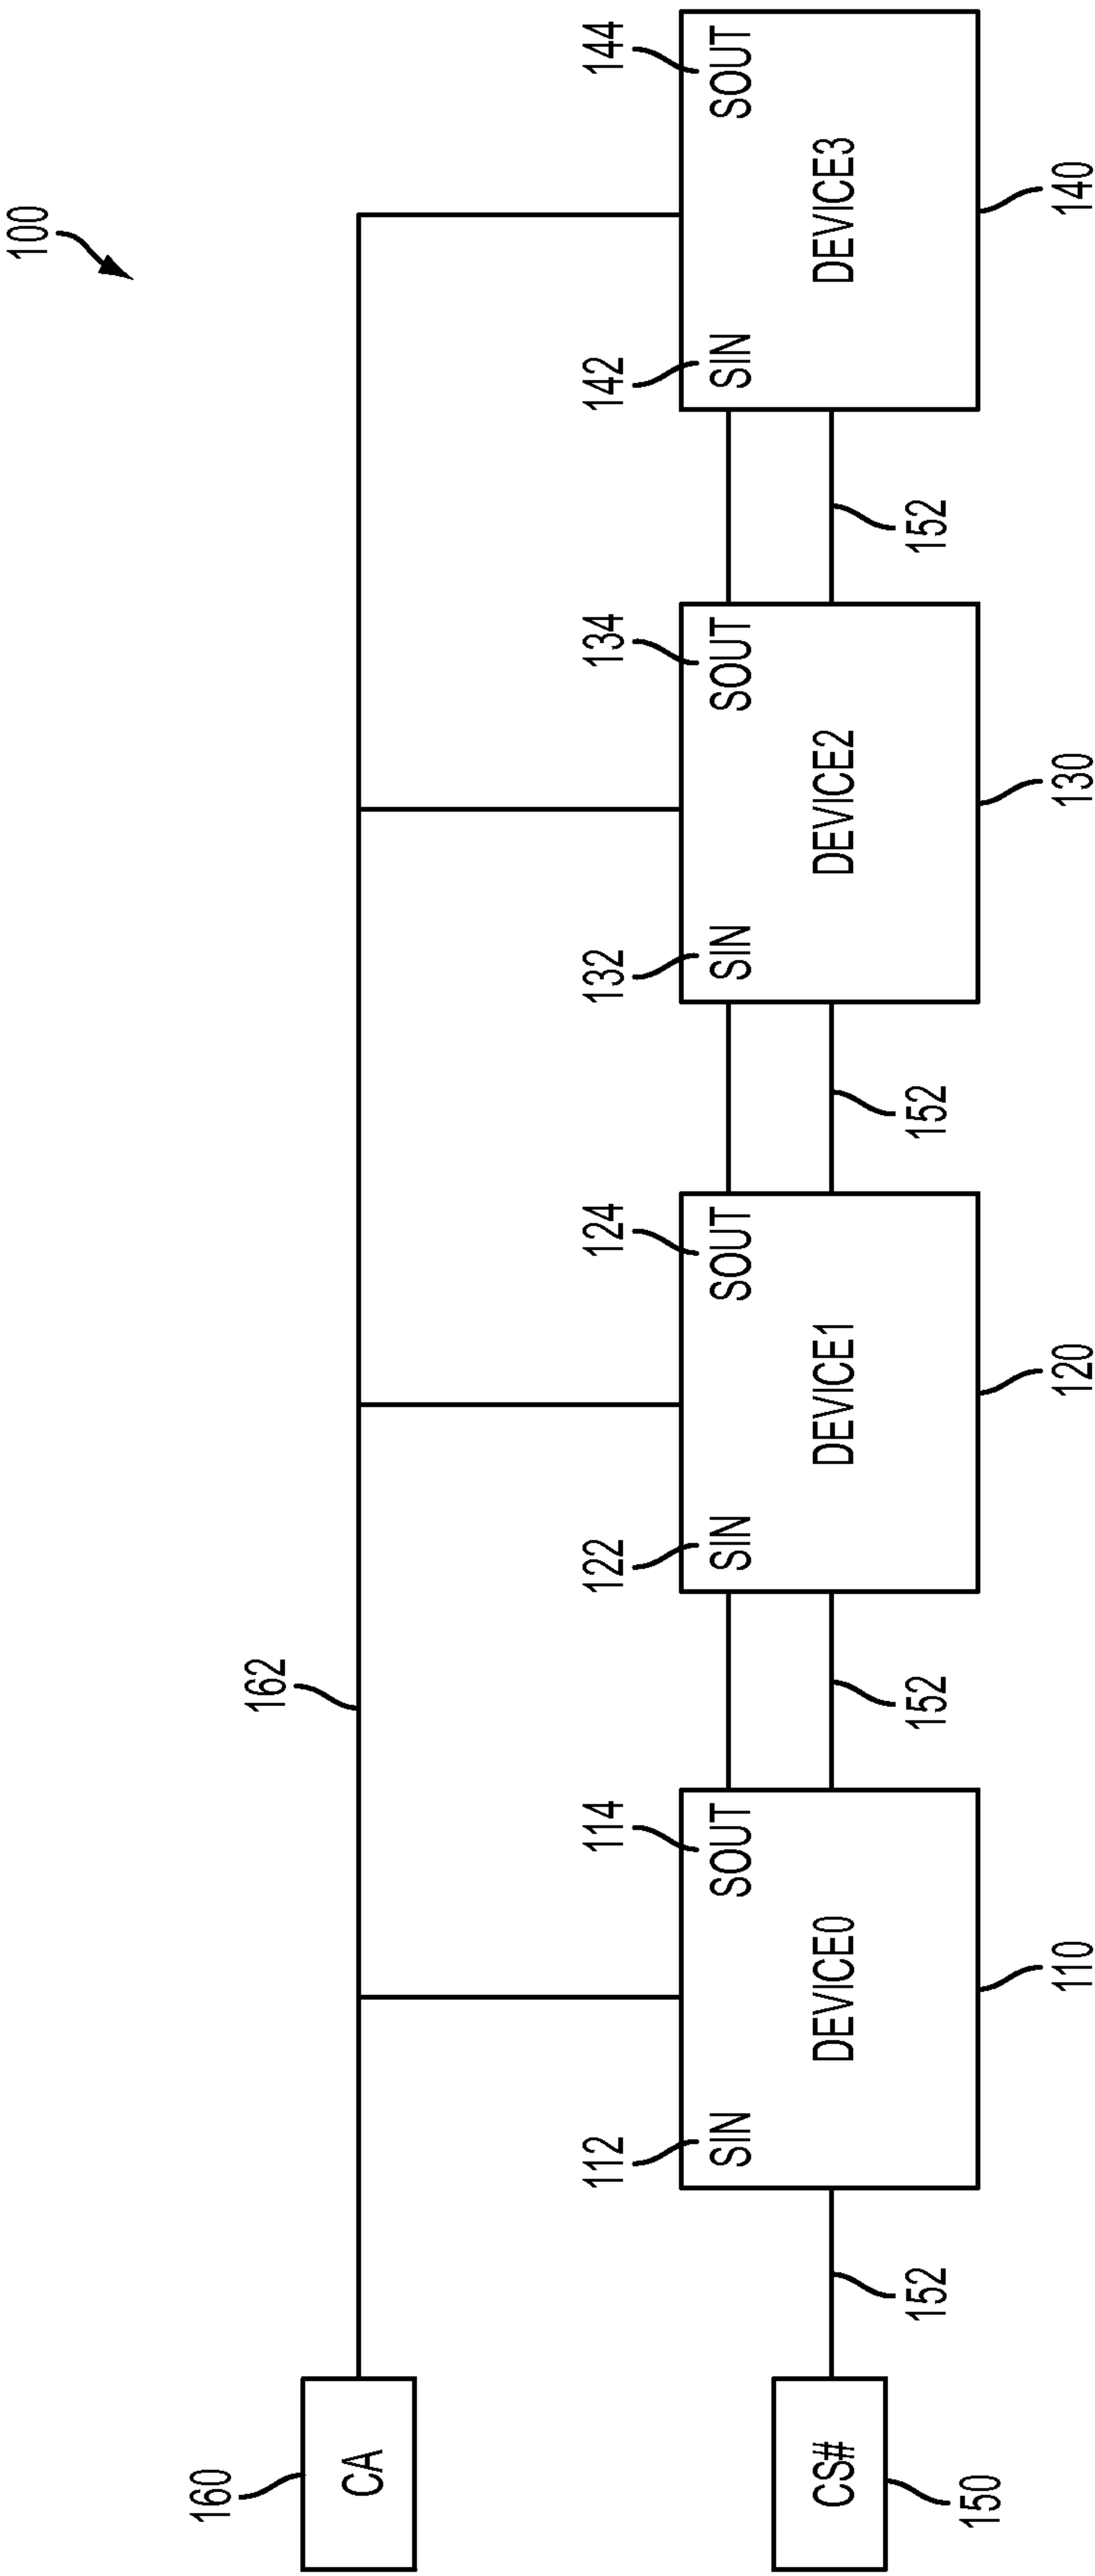 100
162
160
CA
112
114
122
124
132
134
142
144
SIN
SOUT
SIN
SOUT
SIN
SOUT
SIN
SOUT
CS#
DEVICE0
DEVICE1
DEVICE2
DEVICE3
152
152
152
152
150
110
120
130
140